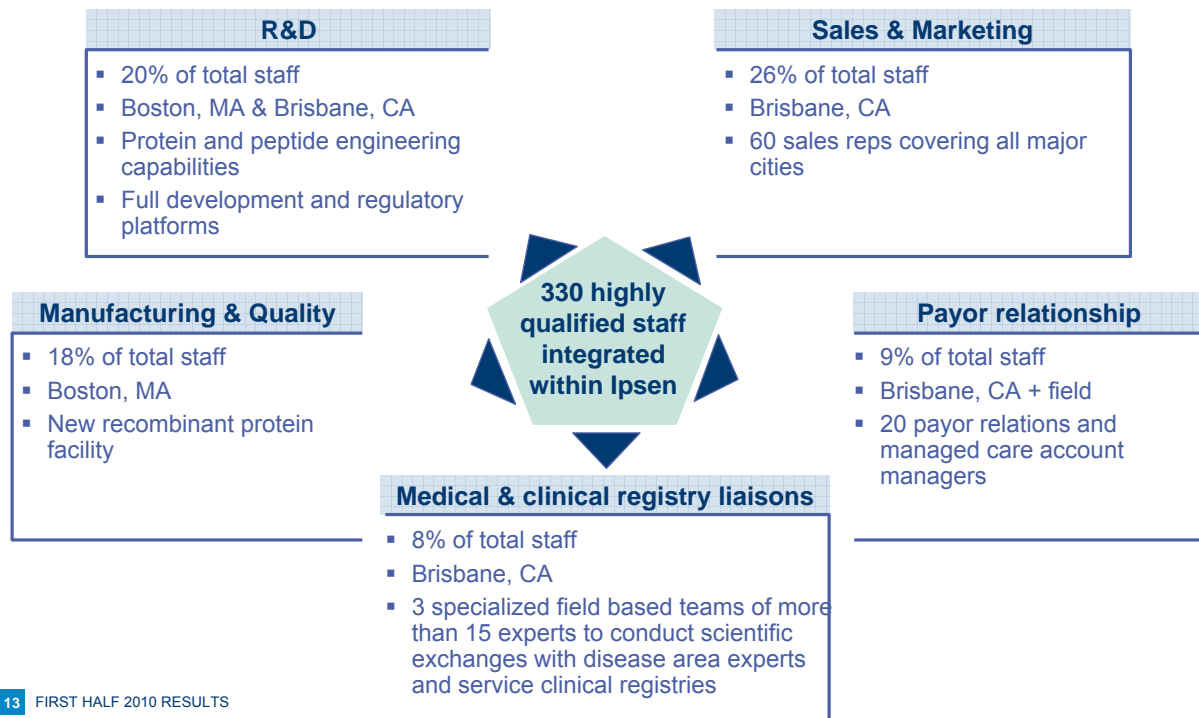 R&D
▪ 20% of total staff
▪ Boston, MA & Brisbane, CA
▪ Protein and peptide engineering
capabilities
▪ Full development and regulatory
platforms
Sales & Marketing
▪ 26% of total staff
▪ Brisbane, CA
▪ 60 sales reps covering all major
cities
330 highly
qualified staff
integrated
within Ipsen
Manufacturing & Quality
▪ 18% of total staff
▪ Boston, MA
▪ New recombinant protein
facility
Payor relationship
▪ 9% of total staff
▪ Brisbane, CA + field
▪ 20 payor relations and
managed care account
managers
Medical & clinical registry liaisons
▪ 8% of total staff
▪ Brisbane, CA
▪ 3 specialized field based teams of more
than 15 experts to conduct scientific
exchanges with disease area experts
and service clinical registries
13 FIRST HALF 2010 RESULTS